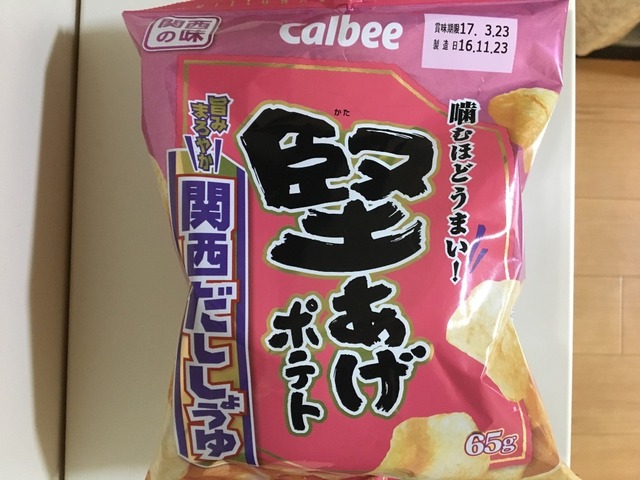 関西
の味
calbee
賞味期限17. 3.23
製造日16.11.23
旨み
まろやか
関西だししょうゆ
かた
堅あげ
ポテト
噛むほどうまい!
65g